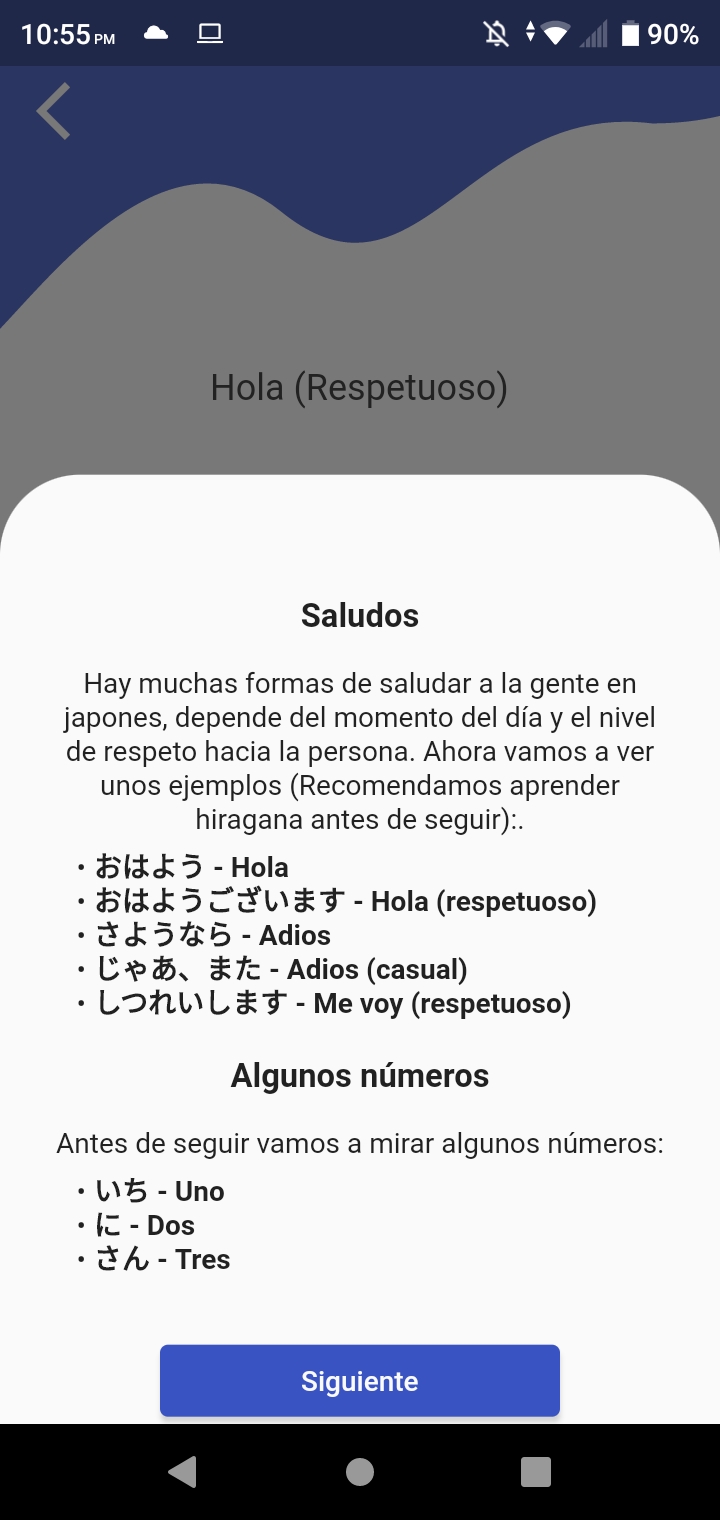 10:55 PM
90%
Hola (Respetuoso)
Saludos
Hay muchas formas de saludar a la gente en
japones, depende del momento del día y el nivel
de respeto hacia la persona. Ahora vamos a ver
unos ejemplos (Recomendamos aprender
hiragana antes de seguir):.
• おはよう - Hola
• おはようございます - Hola (respetuoso)
• さようなら - Adios
• じゃあ、また - Adios (casual)
• しつれいします - Me voy (respetuoso)
Algunos números
Antes de seguir vamos a mirar algunos números:
• いち - Uno
• に - Dos
• さん - Tres
Siguiente